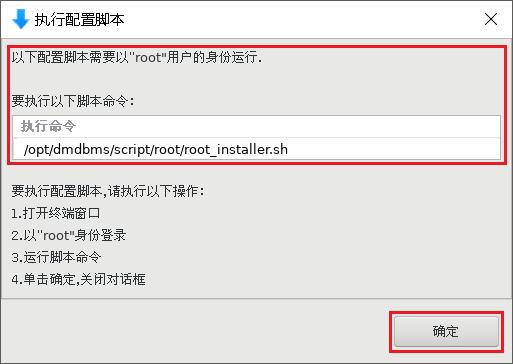 执行配置脚本
以下配置脚本需要以"root"用户的身份运行.
要执行以下脚本命令:
执行命令
/opt/dmdbms/script/root/root_installer.sh
要执行配置脚本,请执行以下操作:
1.打开终端窗口
2.以"root"身份登录
3.运行脚本命令
4.单击确定,关闭对话框
确定